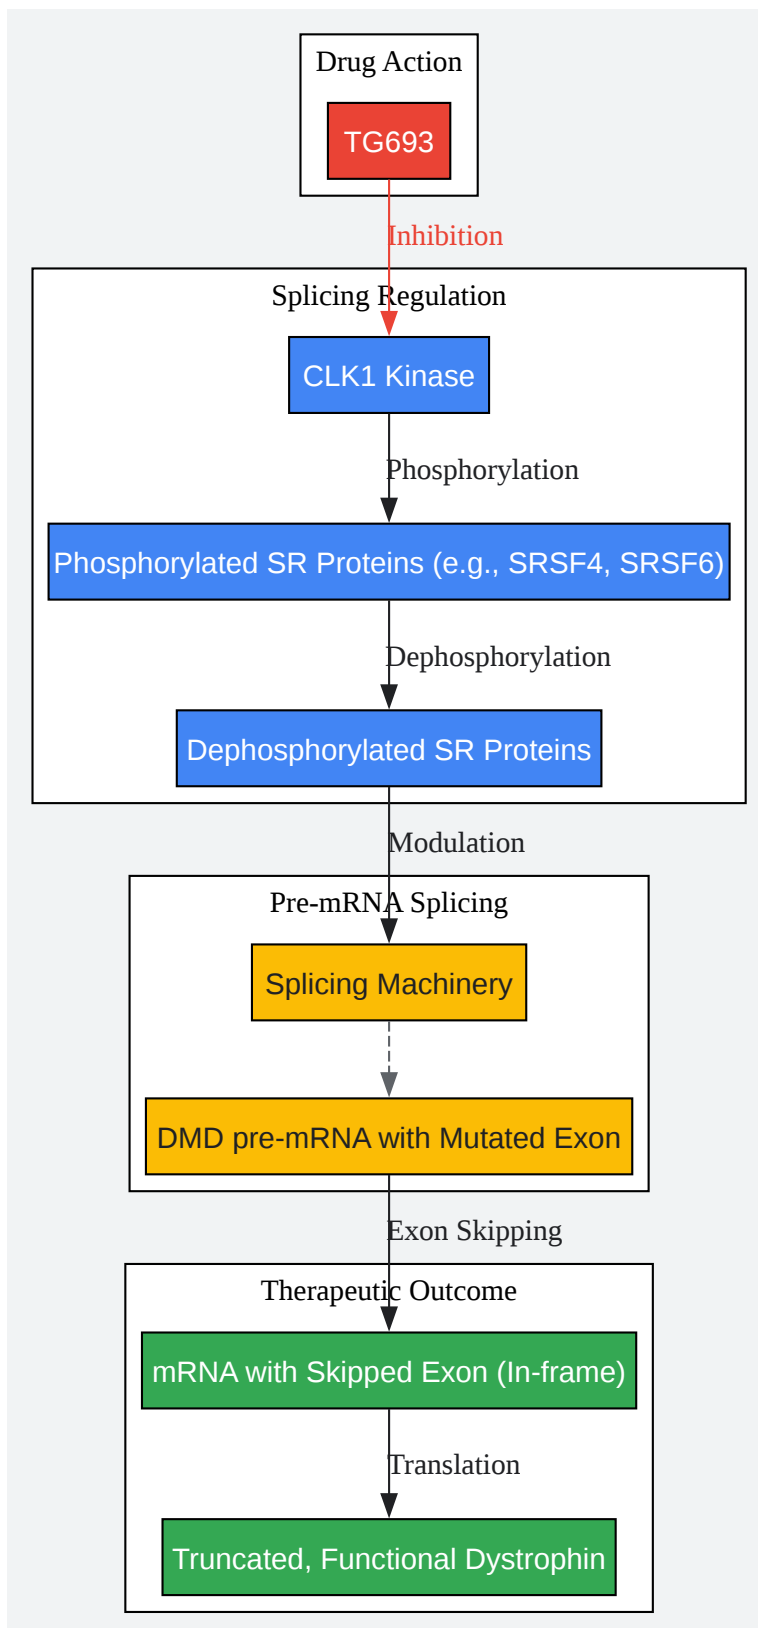 Drug Action
TG693
Inhibition
Splicing Regulation
CLK1 Kinase
Phosphorylation
Phosphorylated SR Proteins (e.g., SRSF4, SRSF6)
Dephosphorylation
Dephosphorylated SR Proteins
Modulation
Pre-mRNA Splicing
Splicing Machinery
DMD pre-mRNA with Mutated Exon
Exon Skipping
Therapeutic Outcome
mRNA with Skipped Exon (In-frame)
Translation
Truncated, Functional Dystrophin